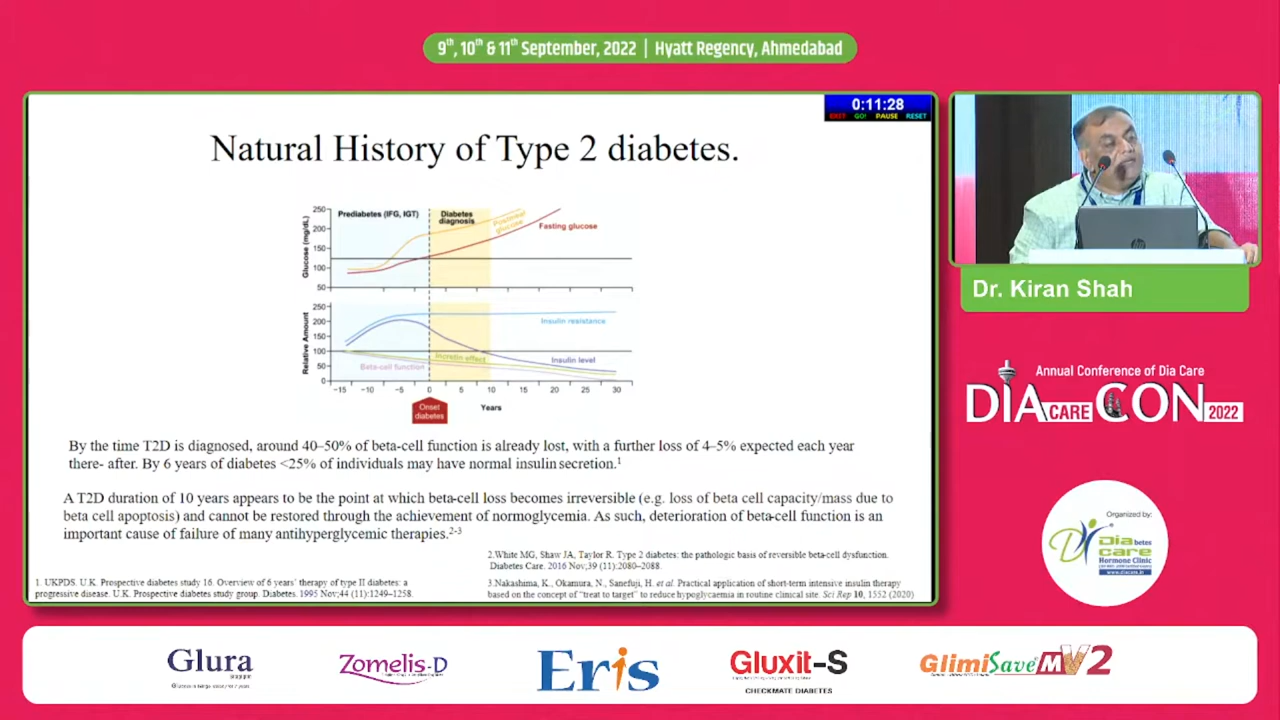 9th, 10th & 11th September, 2022 | Hyatt Regency, Ahmedabad
0:11:28
EXIT GO! PAUSE RESET
Natural History of Type 2 diabetes.
Glucose (mg/dL)
250
200
150
100
50
Prediabetes (IFG, IGT)
Diabetes
diagnosis
Postmeal
glucose
Fasting glucose
Relative Amount
250
200
150
100
50
0
Insulin resistance
Incretin effect
Insulin level
Beta-cell function
−15 −10 −5 0 5 10 15 20 25 30
Onset
diabetes
Years
By the time T2D is diagnosed, around 40–50% of beta-cell function is already lost, with a further loss of 4–5% expected each year
there- after. By 6 years of diabetes <25% of individuals may have normal insulin secretion.1
A T2D duration of 10 years appears to be the point at which beta-cell loss becomes irreversible (e.g. loss of beta cell capacity/mass due to
beta cell apoptosis) and cannot be restored through the achievement of normoglycemia. As such, deterioration of beta-cell function is an
important cause of failure of many antihyperglycemic therapies.2-3
2.White MG, Shaw JA, Taylor R. Type 2 diabetes: the pathologic basis of reversible beta-cell dysfunction.
Diabetes Care. 2016 Nov;39 (11):2080–2088.
1. UKPDS. U.K. Prospective diabetes study 16. Overview of 6 years' therapy of type II diabetes: a
progressive disease. U.K. Prospective diabetes study group. Diabetes. 1995 Nov;44 (11):1249–1258.
3.Nakashima, K., Okamura, N., Sanefuji, H. et al. Practical application of short-term intensive insulin therapy
based on the concept of "treat to target" to reduce hypoglycaemia in routine clinical site. Sci Rep 10, 1552 (2020)
hp
Dr. Kiran Shah
Annual Conference of Dia Care
DIA CARE CON 2022
Organized by:
Diabetes
care
Hormone Clinic
Glura
Zomelis-D
Eris
Gluxit-S
CHECKMATE DIABETES
GlimiSave MV2